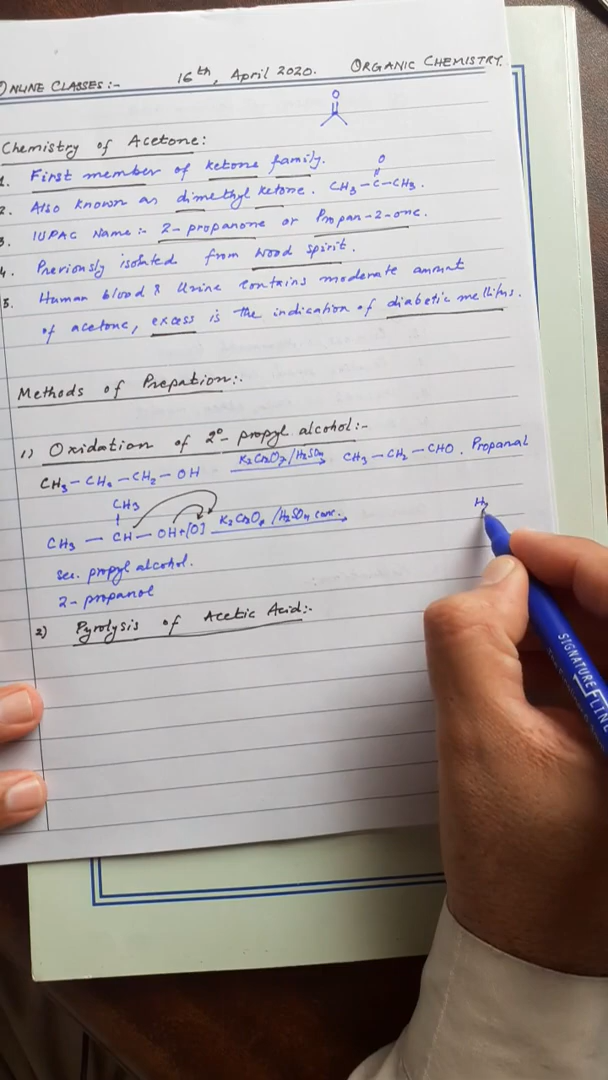 ONLINE CLASSES:- 16th, April 2020. ORGANIC CHEMISTRY.
O
Chemistry of Acetone:
1. First member of ketone family.
O
2. Also known as dimethyl ketone. CH3-C-CH3.
3. IUPAC Name:- 2-propanone or Propan-2-one.
4. Previously isolated from wood spirit.
5. Human blood & Urine contains moderate amount
of acetone, excess is the indication of diabetic mellitus.
Methods of Prepation:-
1) Oxidation of 2°-propyl alcohol:-
CH3-CH2-CH2-OH K2Cr2O7/H2SO4 CH3-CH2-CHO. Propanal
CH3
CH3-CH-OH+[O] K2Cr2O7/H2SO4 conc. H2
sec. propyl alcohol.
2-propanol
2) Pyrolysis of Acetic Acid:-
SIGNATURE FLINE